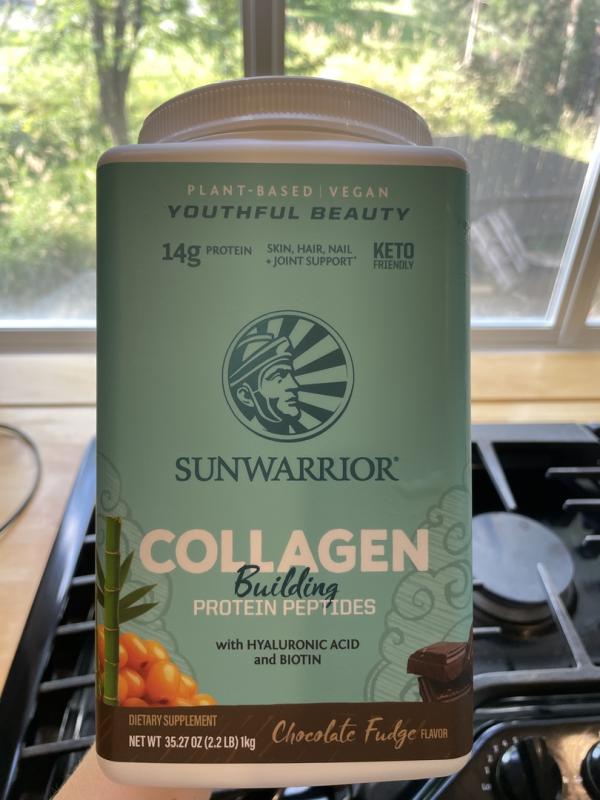 PLANT-BASED | VEGAN
YOUTHFUL BEAUTY
14g PROTEIN
SKIN, HAIR, NAIL
+ JOINT SUPPORT*
KETO
FRIENDLY
SUNWARRIOR®
COLLAGEN
Building
PROTEIN PEPTIDES
with HYALURONIC ACID
and BIOTIN
DIETARY SUPPLEMENT
NET WT 35.27 OZ (2.2 LB) 1kg
Chocolate Fudge FLAVOR